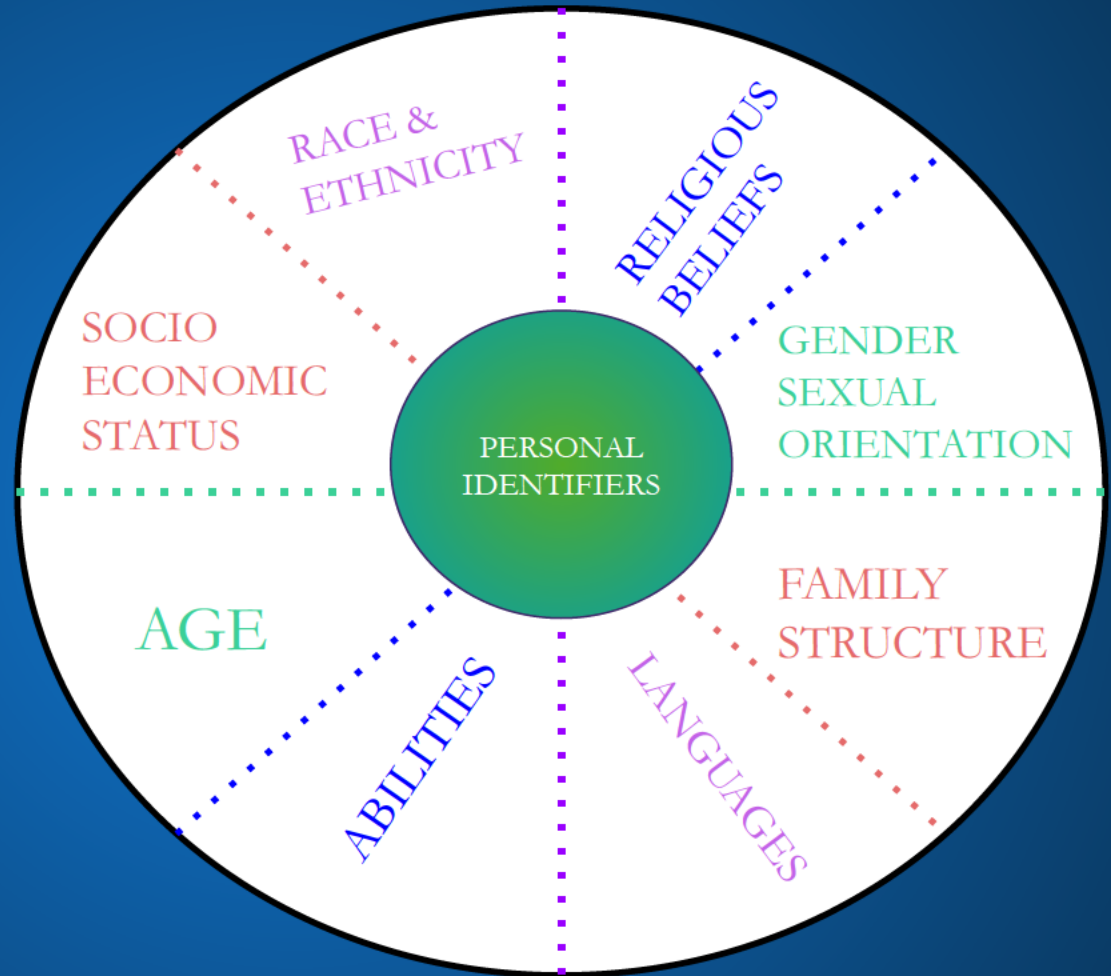 RACE &
ETHNICITY
RELIGIOUS
BELIEFS
SOCIO
ECONOMIC
STATUS
GENDER
SEXUAL
ORIENTATION
PERSONAL
IDENTIFIERS
AGE
FAMILY
STRUCTURE
ABILITIES
LANGUAGES